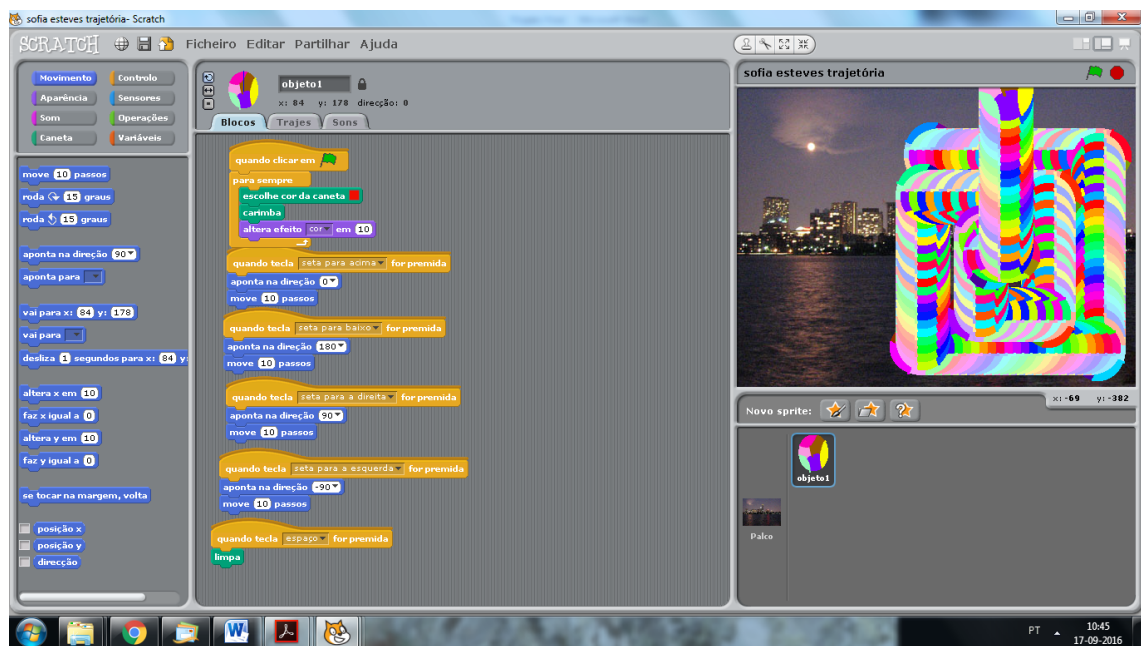 sofia esteves trajetória- Scratch
SCRATCH
Ficheiro Editar Partilhar Ajuda
Movimento
Controlo
Aparência
Sensores
Som
Operações
Caneta
Variáveis
move 10 passos
roda 15 graus
roda 15 graus
aponta na direção 90
aponta para
vai para x: 84 y: 178
vai para
desliza 1 segundos para x: 84 y:
altera x em 10
faz x igual a 0
altera y em 10
faz y igual a 0
se tocar na margem, volta
posição x
posição y
direcção
objeto1
x: 84 y: 178 direcção: 0
Blocos
Trajes
Sons
quando clicar em
para sempre
escolhe cor da caneta
carimba
altera efeito cor em 10
quando tecla seta para acima for premida
aponta na direção 0
move 10 passos
quando tecla seta para baixo for premida
aponta na direção 180
move 10 passos
quando tecla seta para a direita for premida
aponta na direção 90
move 10 passos
quando tecla seta para a esquerda for premida
aponta na direção -90
move 10 passos
quando tecla espaço for premida
limpa
sofia esteves trajetória
x: -69 y: -382
Novo sprite:
objeto1
Palco
PT
10:45
17-09-2016